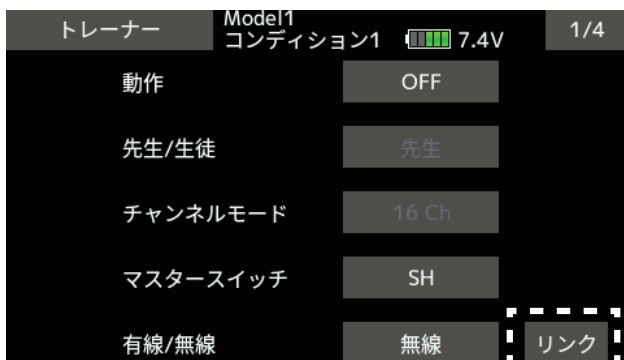 トレーナー Model1 コンディション1 7.4V 1/4
動作 OFF
先生/生徒 先生
チャンネルモード 16 Ch
マスタースイッチ SH
有線/無線 無線 リンク